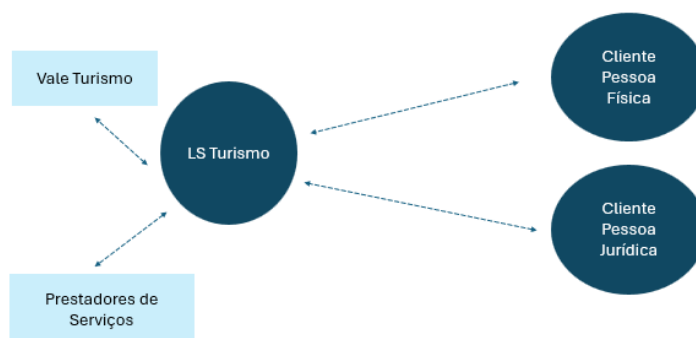 Vale Turismo
LS Turismo
Cliente
Pessoa
Física
Cliente
Pessoa
Jurídica
Prestadores de
Serviços